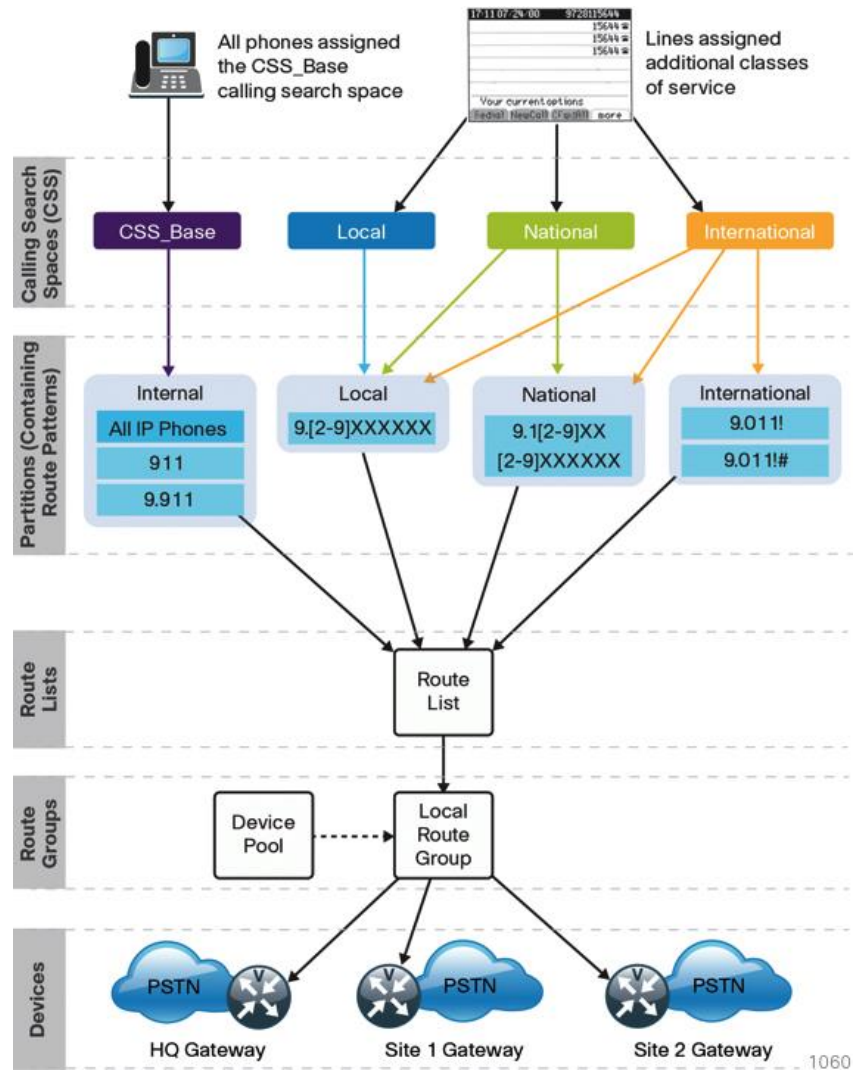 All phones assigned
the CSS_Base
calling search space
17:11 07/24/00 9728115644
15644
15644
15644
Your current options
Redial NewCall CFwdAll more
Lines assigned
additional classes
of service
Calling Search
Spaces (CSS)
CSS_Base
Local
National
International
Partitions (Containing
Route Patterns)
Internal
All IP Phones
911
9.911
Local
9.[2-9]XXXXXX
National
9.1[2-9]XX
[2-9]XXXXXX
International
9.011!
9.011!#
Route
Lists
Route
List
Route
Groups
Device
Pool
Local
Route
Group
Devices
PSTN
V
HQ Gateway
V
PSTN
Site 1 Gateway
V
PSTN
Site 2 Gateway
1060